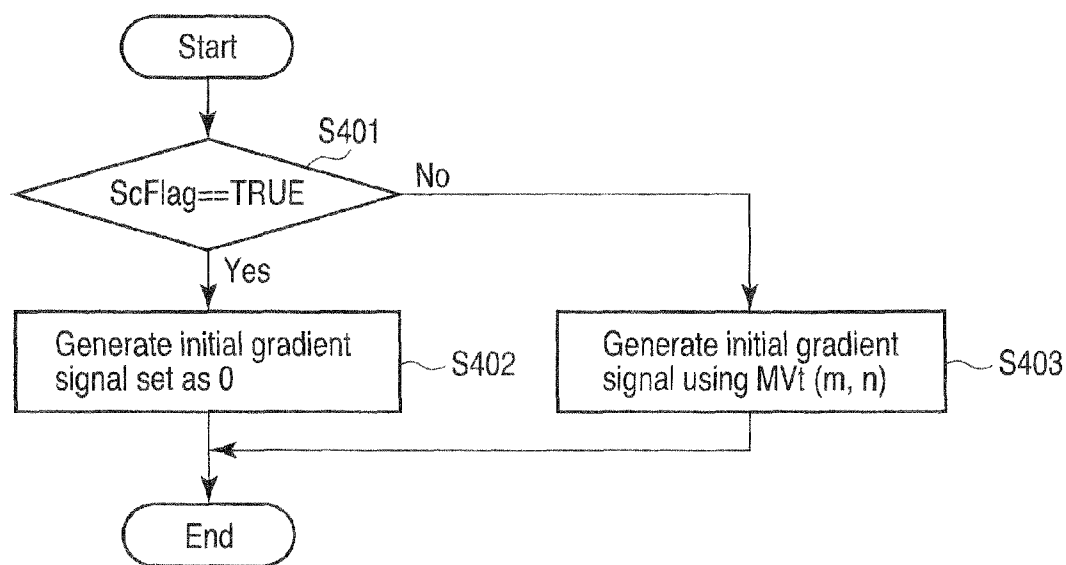 Start
S401
ScFlag==TRUE
No
Yes
Generate initial gradient
signal set as 0
S402
Generate initial gradient
signal using MVt (m, n)
S403
End